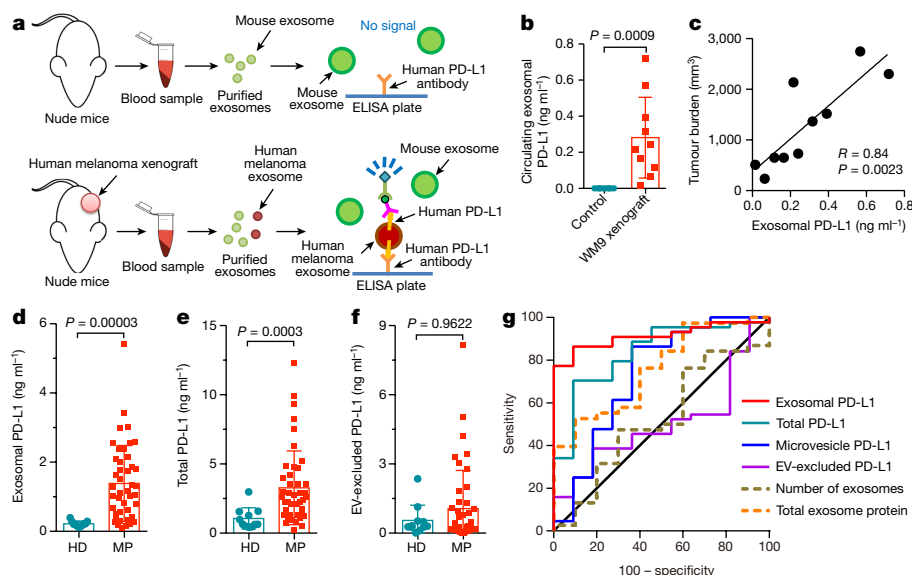 a
Mouse exosome
No signal
Human PD-L1
antibody
Nude mice
Blood sample
Purified
exosomes
Mouse
exosome
ELISA plate
Human melanoma xenograft
Human
melanoma
exosome
Mouse exosome
Human PD-L1
Human PD-L1
antibody
Nude mice
Blood sample
Purified
exosomes
Human
melanoma
exosome
ELISA plate
b
P = 0.0009
Circulating exosomal
PD-L1 (ng ml–1)
0.8
0.6
0.4
0.2
0.0
Control
WM9 xenograft
c
Tumour burden (mm3)
3,000
2,000
1,000
0
R = 0.84
P = 0.0023
0.0 0.2 0.4 0.6 0.8
Exosomal PD-L1 (ng ml–1)
d
P = 0.00003
Exosomal PD-L1 (ng ml–1)
6
4
2
0
HD MP
e
P = 0.0003
Total PD-L1 (ng ml–1)
15
12
9
6
3
0
HD MP
f
P = 0.9622
EV-excluded PD-L1 (ng ml–1)
9
6
3
0
HD MP
g
Sensitivity
100
80
60
40
20
0
0 20 40 60 80 100
100 – specificity
Exosomal PD-L1
Total PD-L1
Microvesicle PD-L1
EV-excluded PD-L1
Number of exosomes
Total exosome protein